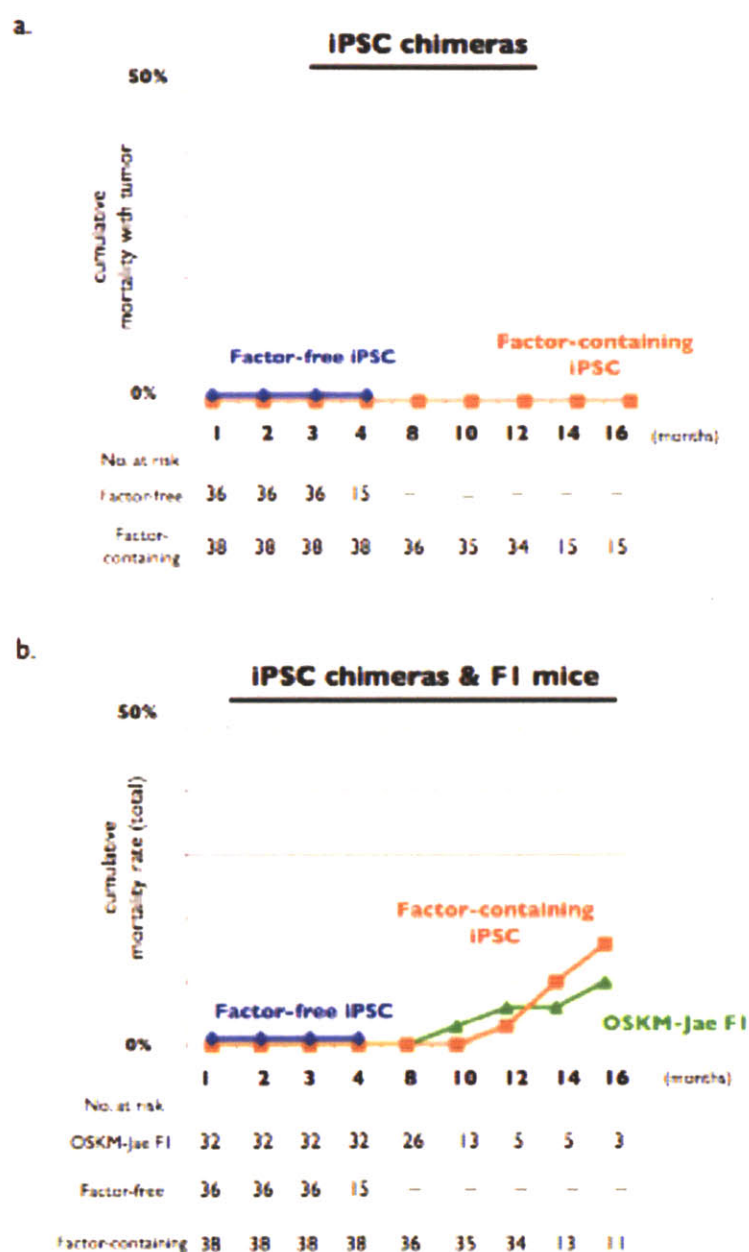 a.
iPSC chimeras
50%
cumulative
mortality with tumor
Factor-free iPSC
Factor-containing
iPSC
0%
1 2 3 4 8 10 12 14 16 (months)
No. at risk
Factor-free 36 36 36 15 – – – – –
Factor-
containing 38 38 38 38 36 35 34 15 15
b.
iPSC chimeras & F1 mice
50%
cumulative
mortality rate (total)
Factor-containing
iPSC
Factor-free iPSC
OSKM-Jae F1
0%
1 2 3 4 8 10 12 14 16 (months)
No. at risk
OSKM-Jae F1 32 32 32 32 26 13 5 5 3
Factor-free 36 36 36 15 – – – – –
Factor-containing 38 38 38 38 36 35 34 13 11